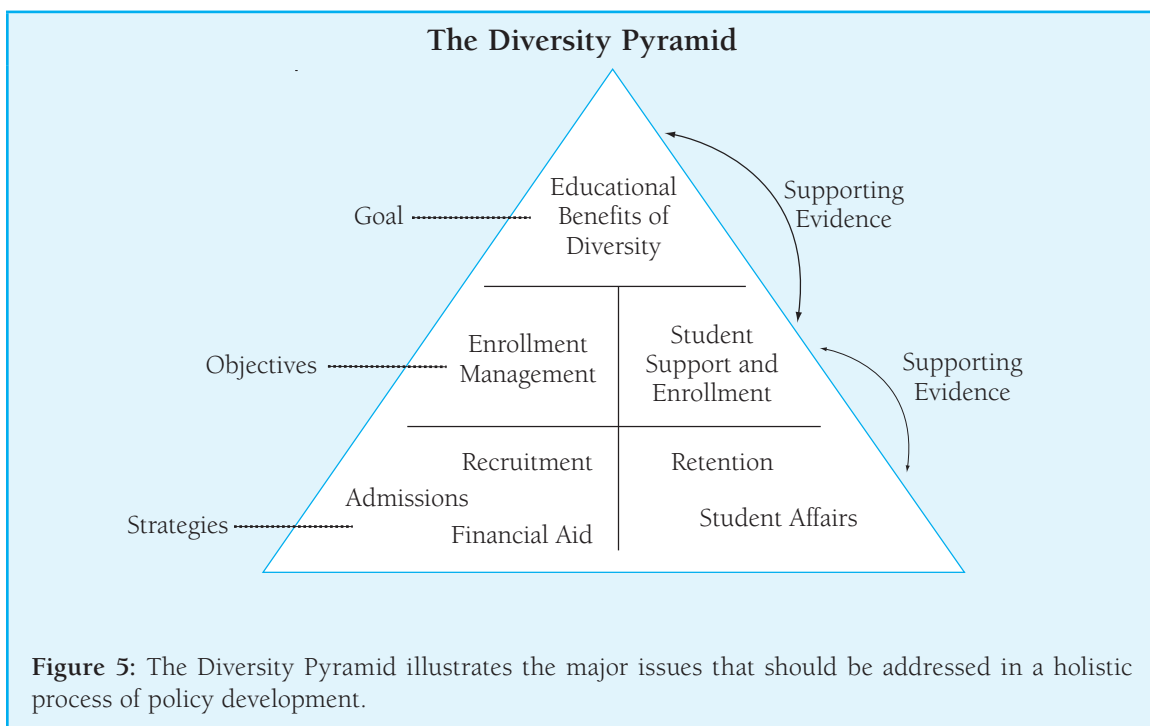 The Diversity Pyramid
Educational
Benefits of
Diversity
Goal
Supporting
Evidence
Objectives
Enrollment
Management
Student
Support and
Enrollment
Supporting
Evidence
Strategies
Recruitment
Admissions
Financial Aid
Retention
Student Affairs
Figure 5: The Diversity Pyramid illustrates the major issues that should be addressed in a holistic
process of policy development.